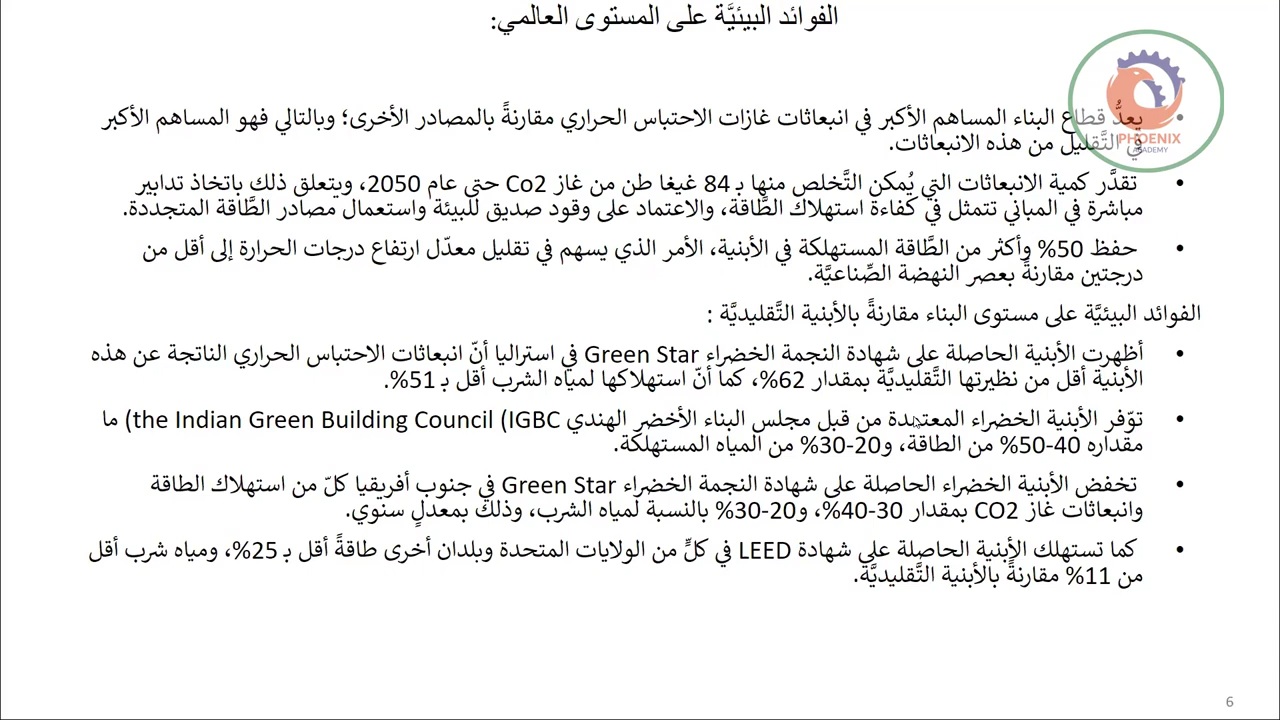 الفوائد البيئيَّة على المستوى العالمي:
PHOENIX
ACADEMY
• يعدُّ قطاع البناء المساهم الأكبر في انبعاثات غازات الاحتباس الحراري مقارنةً بالمصادر الأخرى؛ وبالتالي فهو المساهم الأكبر
في التَّقليل من هذه الانبعاثات.
• تقدَّر كمية الانبعاثات التي يُمكن التَّخلص منها بـ 84 غيغا طن من غاز Co2 حتى عام 2050، ويتعلق ذلك باتخاذ تدابير
مباشرة في المباني تتمثل في كفاءة استهلاك الطَّاقة، والاعتماد على وقود صديق للبيئة واستعمال مصادر الطَّاقة المتجددة.
• حفظ 50% وأكثر من الطَّاقة المستهلكة في الأبنية، الأمر الذي يسهم في تقليل معدّل ارتفاع درجات الحرارة إلى أقل من
درجتين مقارنةً بعصر النهضة الصِّناعيَّة.
الفوائد البيئيَّة على مستوى البناء مقارنةً بالأبنية التَّقليديَّة :
• أظهرت الأبنية الحاصلة على شهادة النجمة الخضراء Green Star في استراليا أنّ انبعاثات الاحتباس الحراري الناتجة عن هذه
الأبنية أقل من نظيرتها التَّقليديَّة بمقدار 62%، كما أنّ استهلاكها لمياه الشرب أقل بـ 51%.
• توّفر الأبنية الخضراء المعتمدة من قبل مجلس البناء الأخضر الهندي the Indian Green Building Council (IGBC) ما
مقداره 40-50% من الطاقة، و20-30% من المياه المستهلكة.
• تخفض الأبنية الخضراء الحاصلة على شهادة النجمة الخضراء Green Star في جنوب أفريقيا كلّ من استهلاك الطاقة
وانبعاثات غاز CO2 بمقدار 30-40%، و20-30% بالنسبة لمياه الشرب، وذلك بمعدلٍ سنوي.
• كما تستهلك الأبنية الحاصلة على شهادة LEED في كلٍّ من الولايات المتحدة وبلدان أخرى طاقةً أقل بـ 25%، ومياه شرب أقل
من 11% مقارنةً بالأبنية التَّقليديَّة.
6